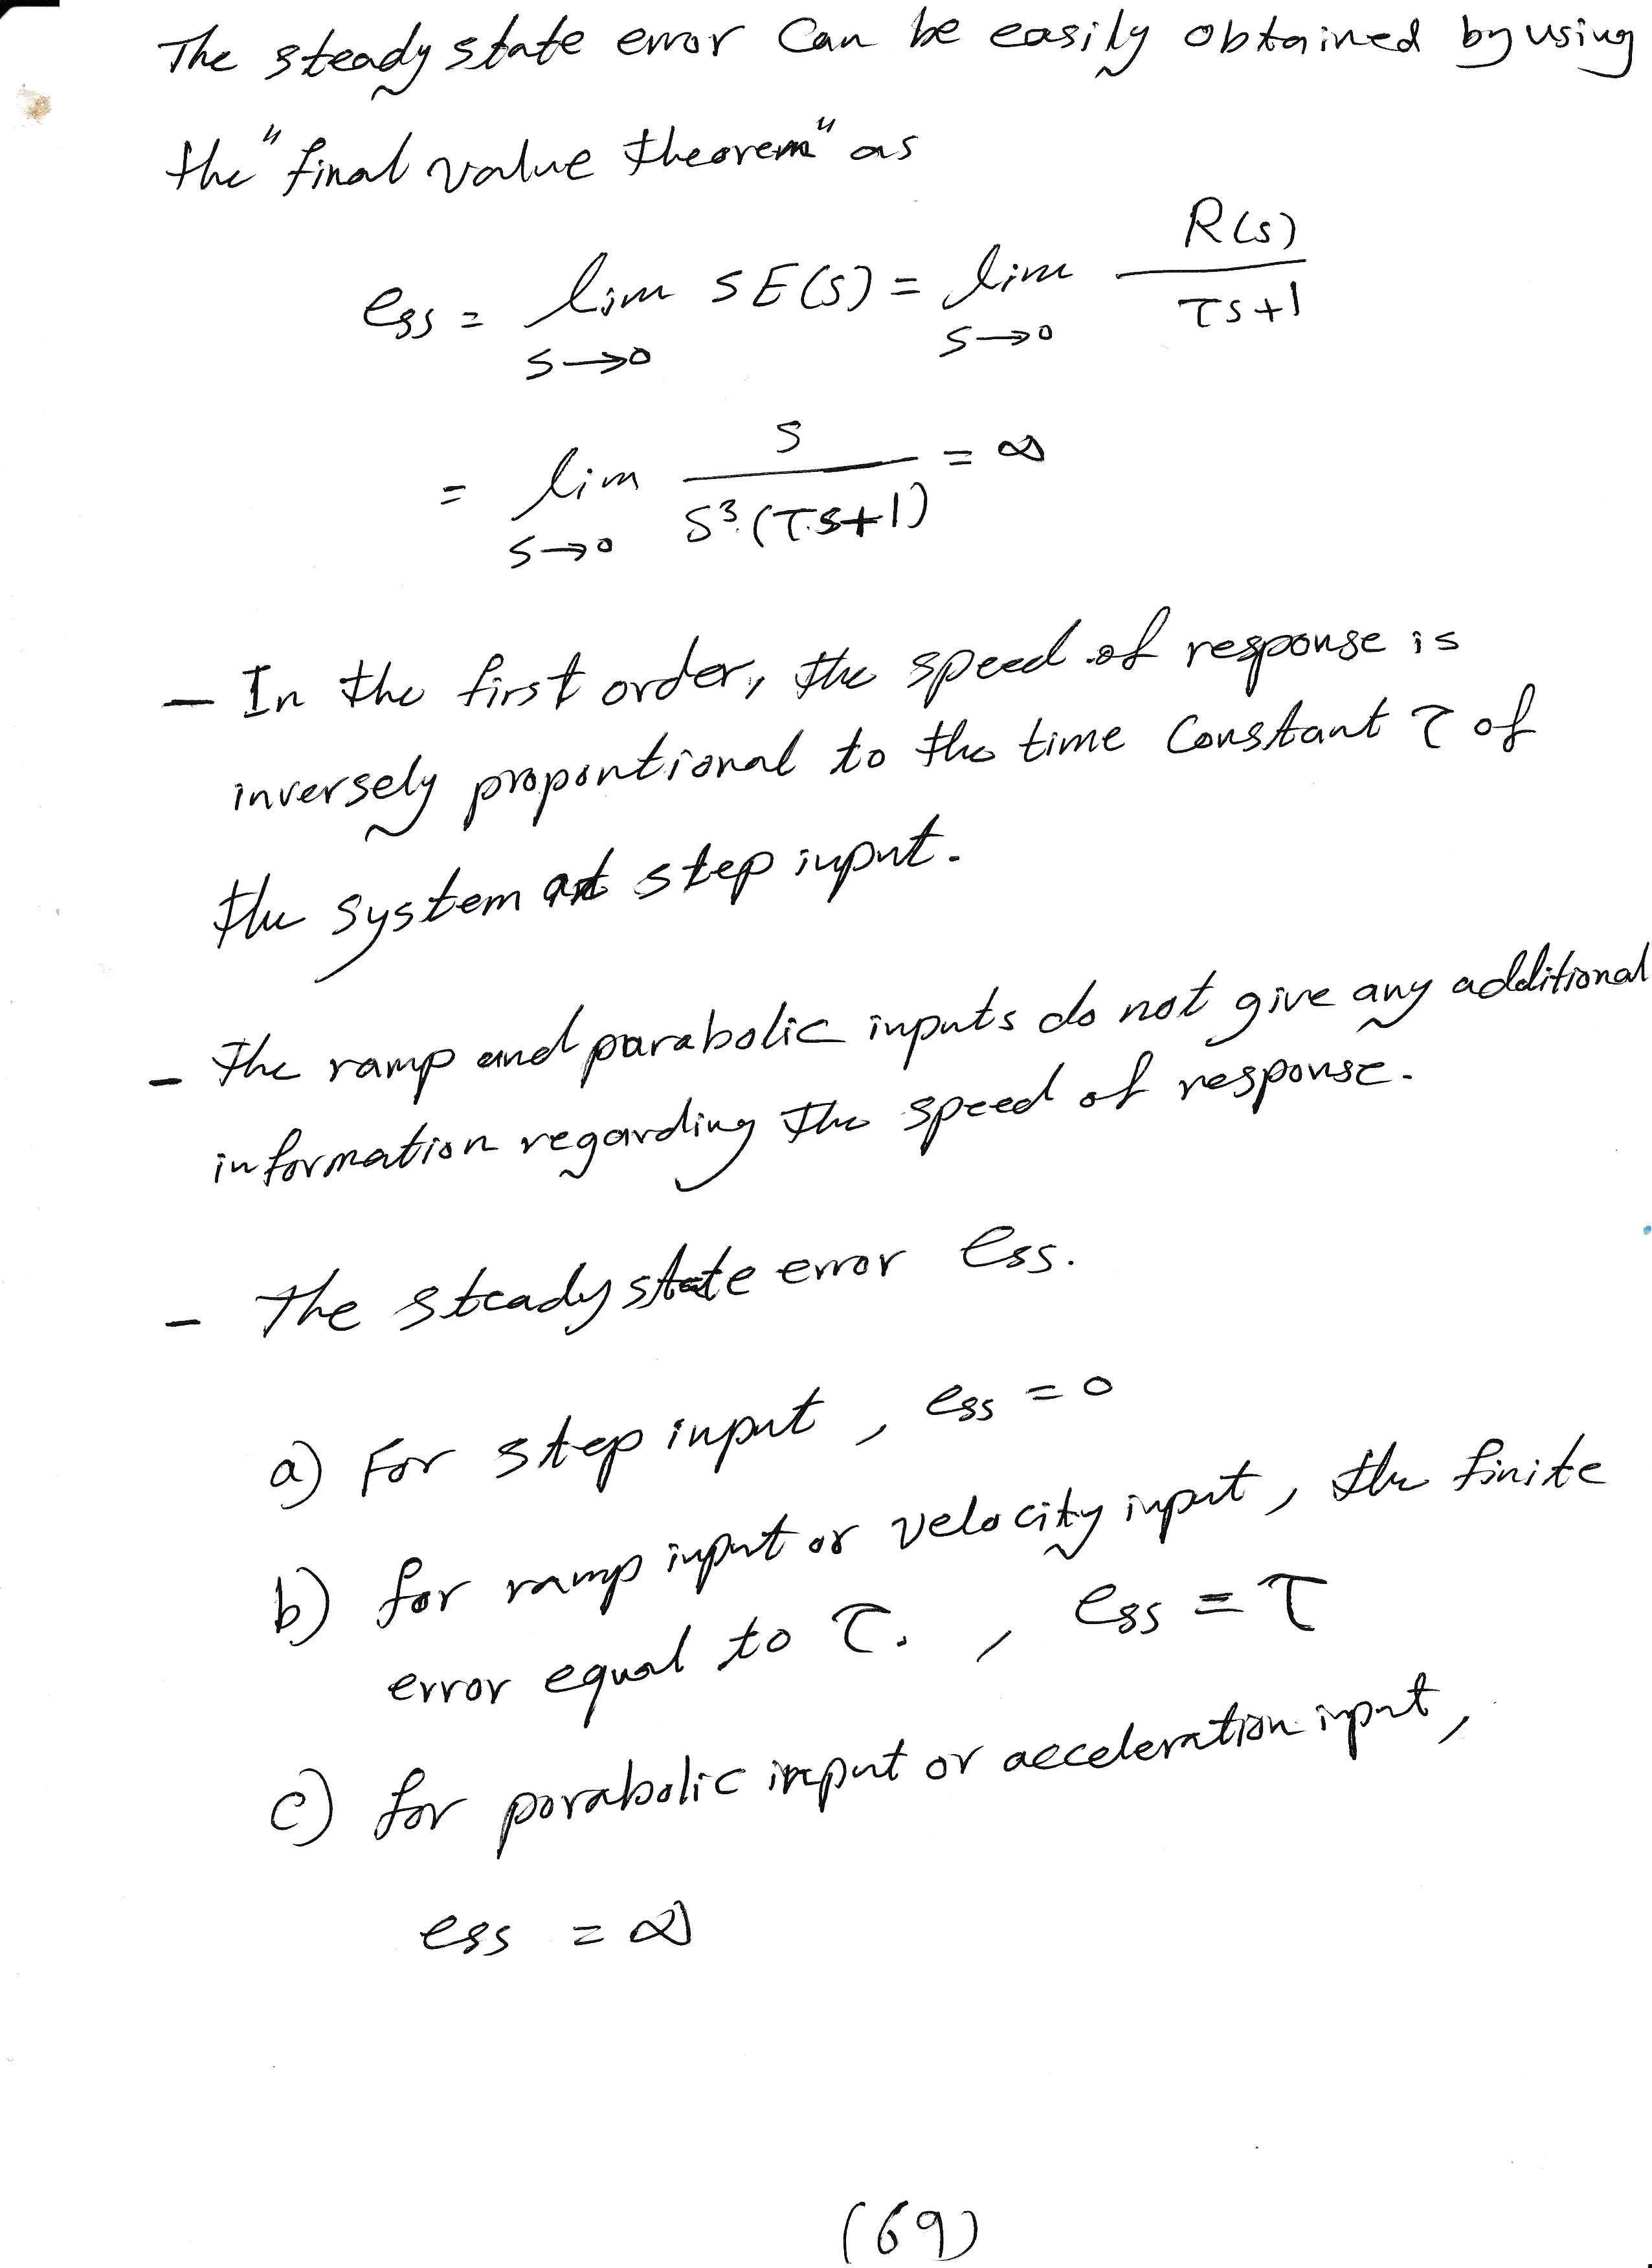 The steady state error can be easily obtained by using
the "final value theorem" as
ess = lim s→0 sE(s) = lim s→0 R(s) / τs+1
= lim s→0 s / s³(τs+1) = ∞
- In the first order, the speed of response is
inversely proportional to the time constant τ of
the system at step input.
- The ramp and parabolic inputs do not give any additional
information regarding the speed of response.
- The steady state error ess.
a) For step input, ess = 0
b) for ramp input or velocity input, the finite
error equal to τ. , ess = τ
c) for parabolic input or acceleration input,
ess = ∞
(69)